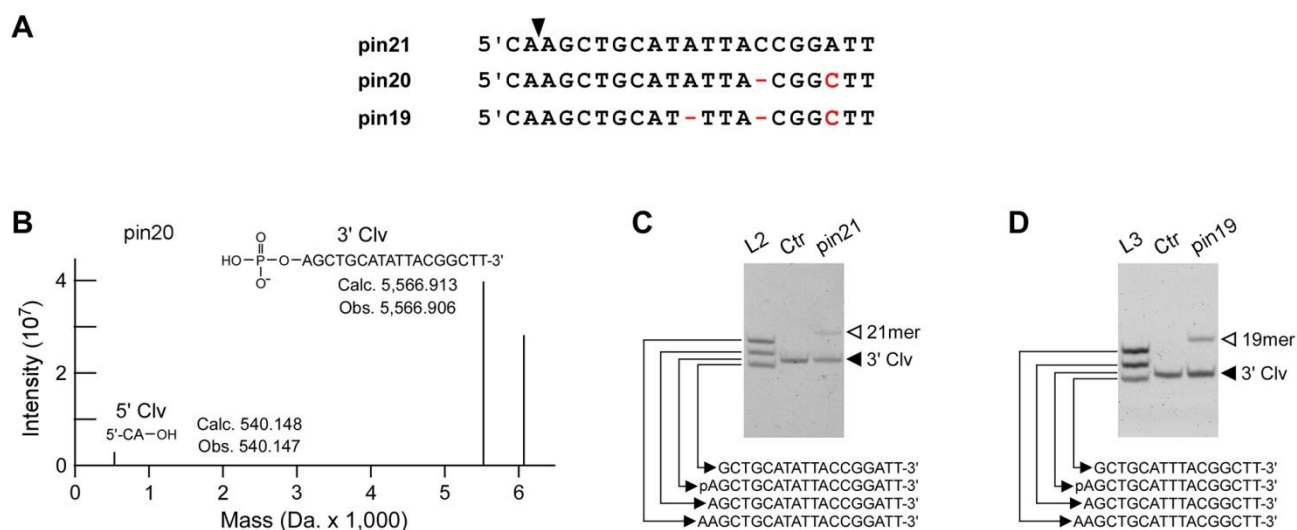 A
pin21 5'CAAGCTGCATATTACCGGATT
pin20 5'CAAGCTGCATATTA-CGGCTT
pin19 5'CAAGCTGCAT-TTA-CGGCTT
B
pin20
3' Clv
HO-P-O-AGCTGCATATTACGGCTT-3'
O
O-
Calc. 5,566.913
Obs. 5,566.906
5' Clv
5'-CA-OH
Calc. 540.148
Obs. 540.147
Intensity (10⁷)
4
2
0
0 1 2 3 4 5 6
Mass (Da. x 1,000)
C
L2 Ctr pin21
21mer
3' Clv
GCTGCATATTACCGGATT-3'
pAGCTGCATATTACCGGATT-3'
AGCTGCATATTACCGGATT-3'
AAGCTGCATATTACCGGATT-3'
D
L3 Ctr pin19
19mer
3' Clv
GCTGCATTTACGGCTT-3'
pAGCTGCATTTACGGCTT-3'
AGCTGCATTTACGGCTT-3'
AAGCTGCATTTACGGCTT-3'